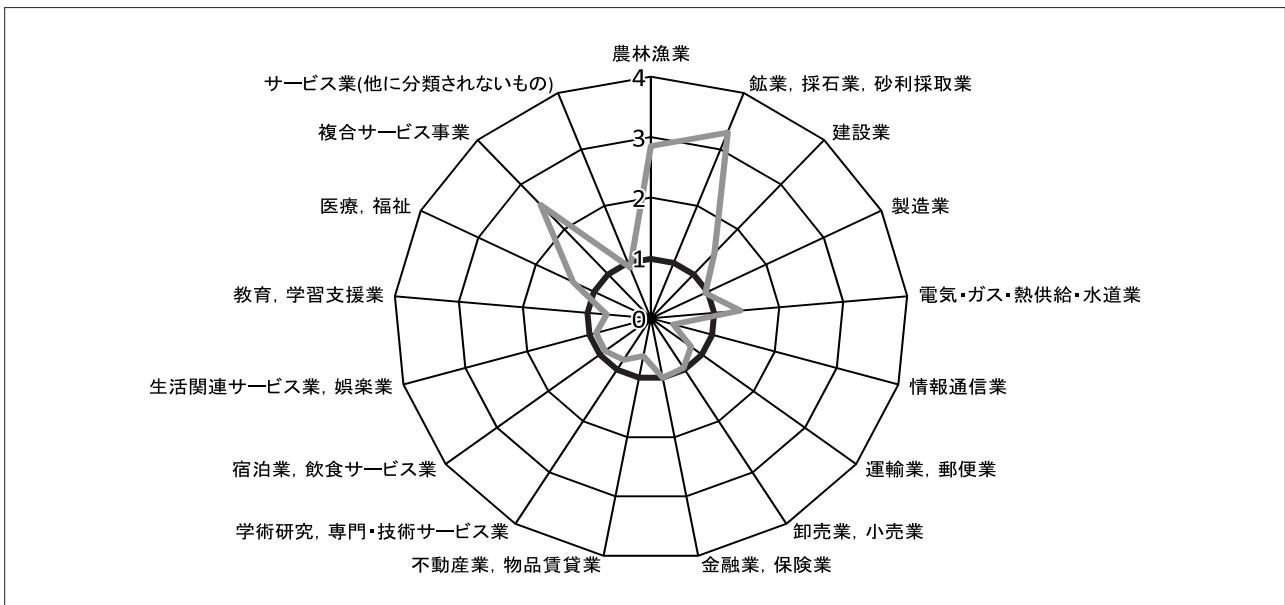 農林漁業
サービス業(他に分類されないもの)
4
鉱業, 採石業, 砂利採取業
複合サービス事業
3
建設業
医療, 福祉
2
製造業
1
教育, 学習支援業
0
電気・ガス・熱供給・水道業
生活関連サービス業, 娯楽業
情報通信業
宿泊業, 飲食サービス業
運輸業, 郵便業
学術研究, 専門・技術サービス業
卸売業, 小売業
不動産業, 物品賃貸業
金融業, 保険業